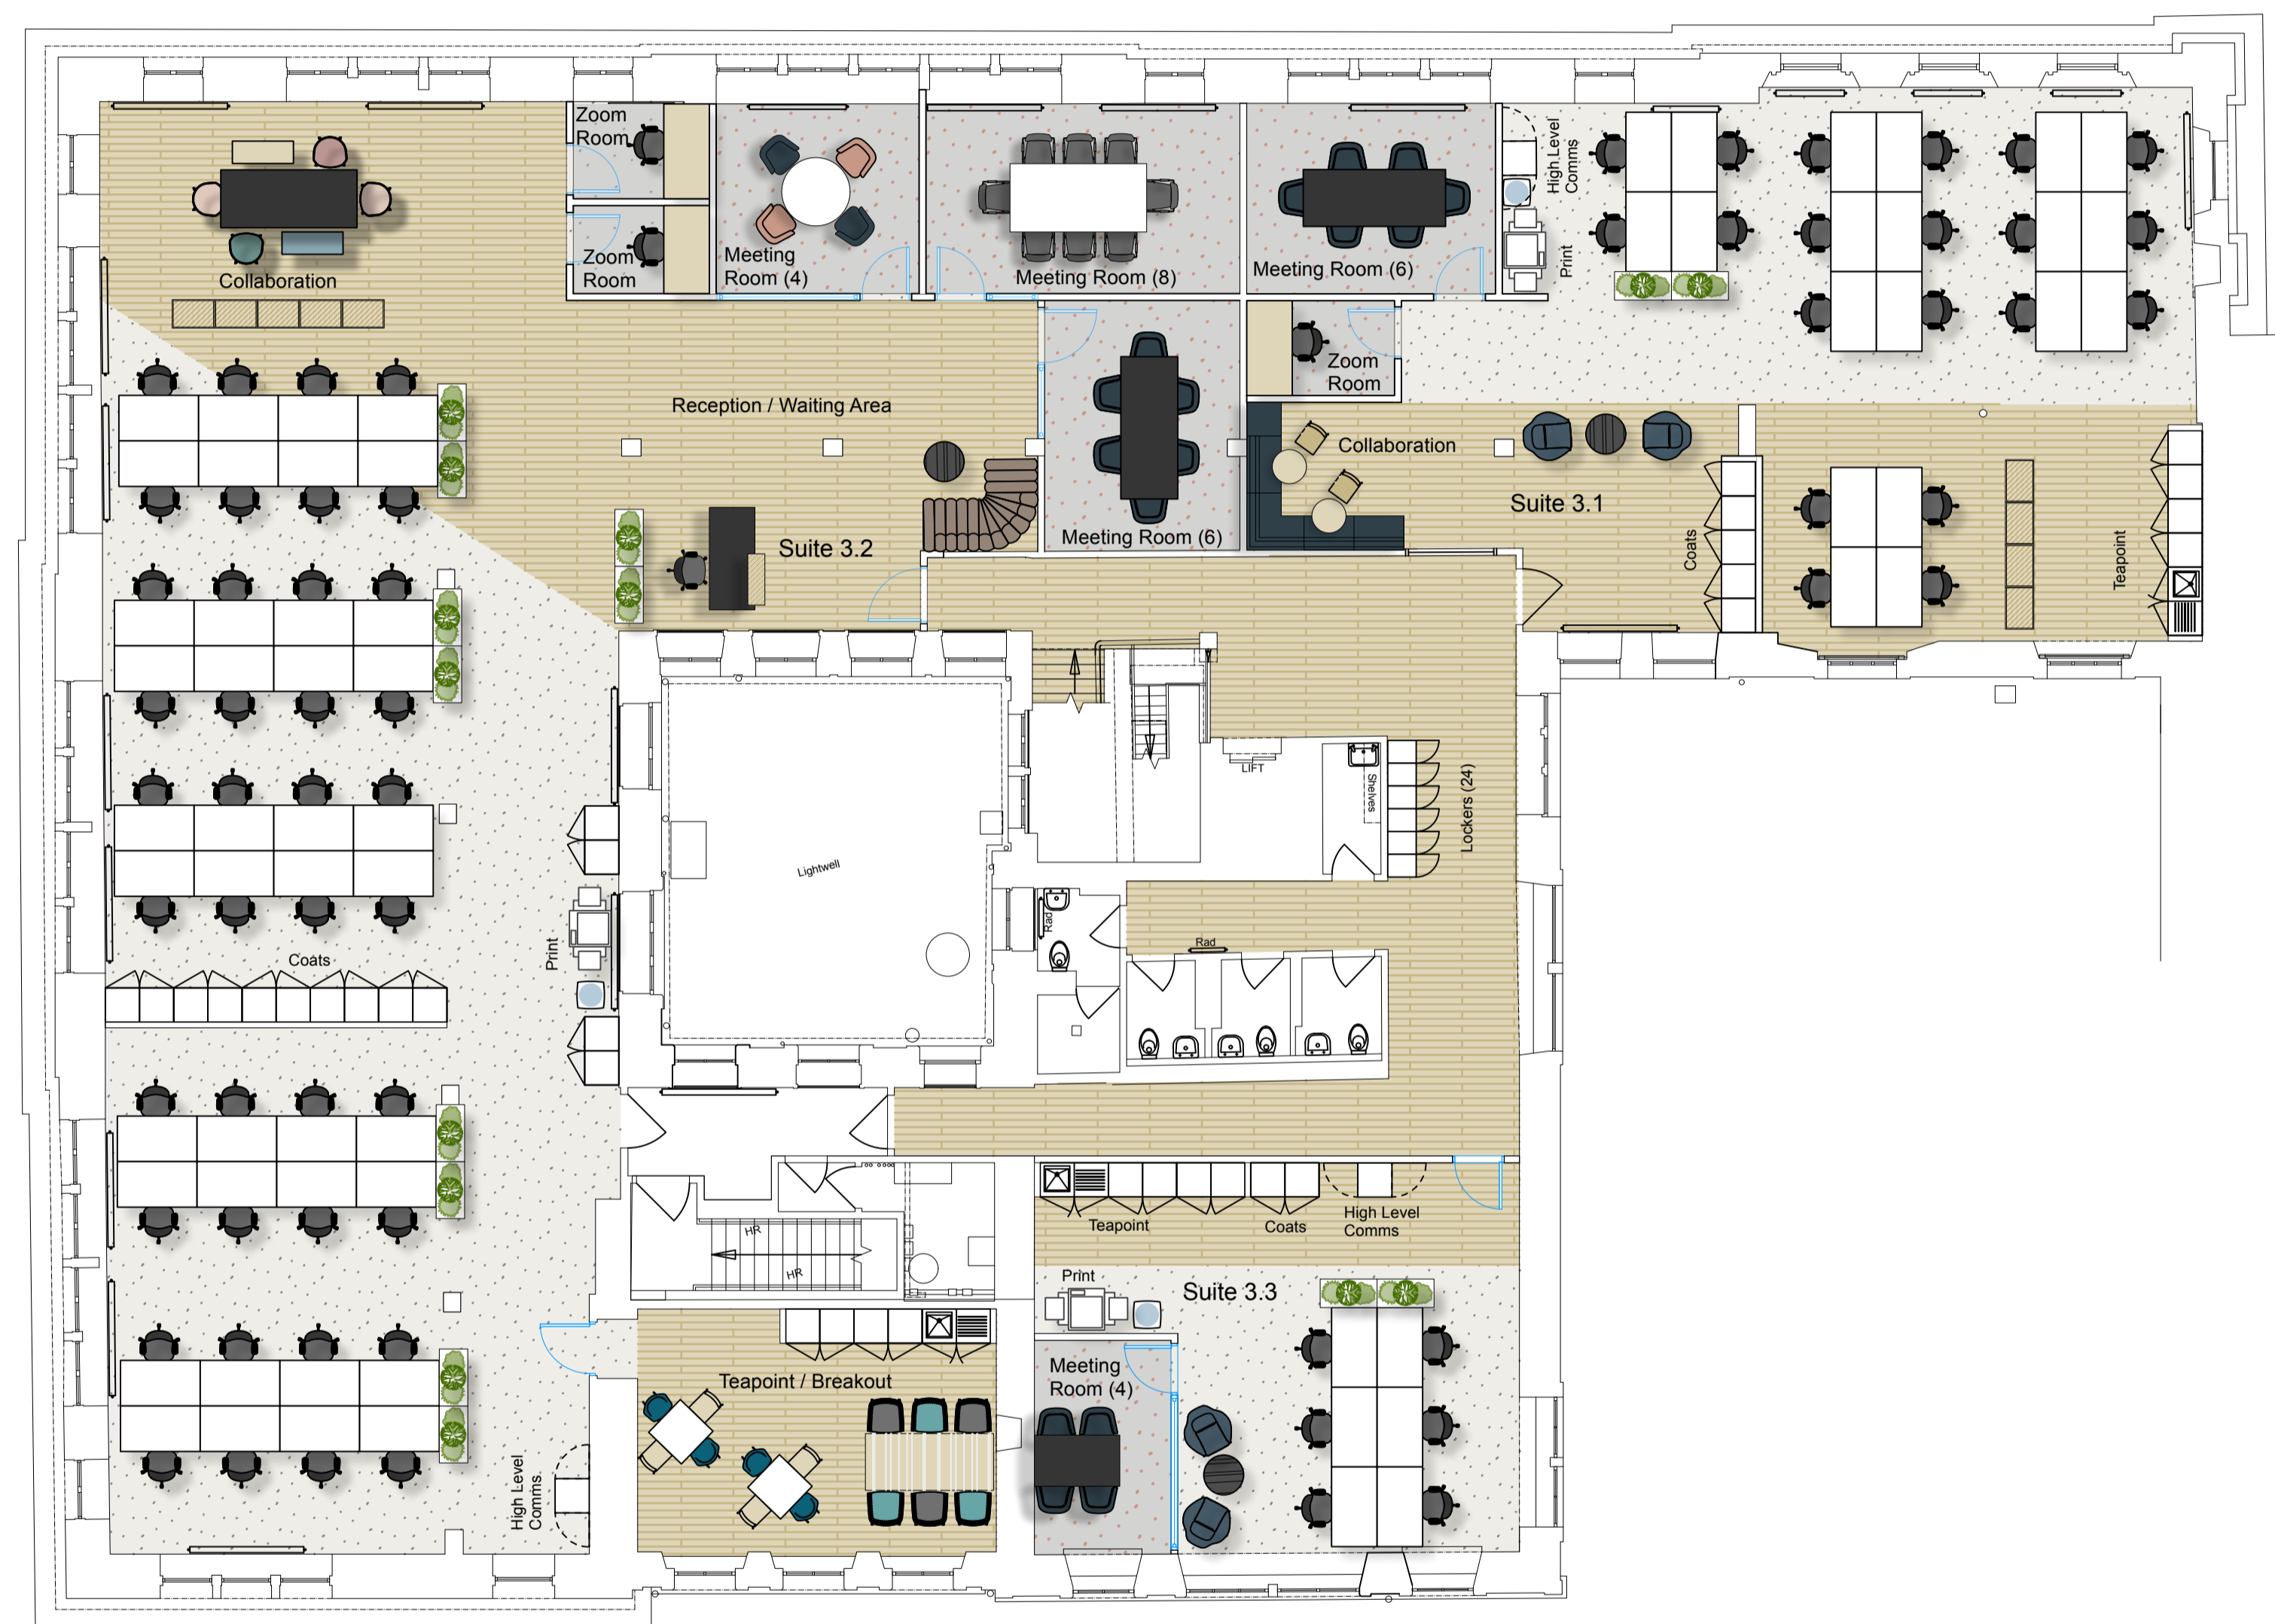 Zoom
Room
Zoom
Room
Meeting
Room (4)
Meeting Room (8)
Meeting Room (6)
High Level
Comms
Print
Collaboration
Reception / Waiting Area
Zoom
Room
Collaboration
Suite 3.1
Meeting Room (6)
Suite 3.2
Coats
Teapoint
LIFT
Shelves
Lockers (24)
Lightwell
Rad
Rad
Print
Coats
HR
HR
Teapoint
Coats
High Level
Comms
Print
Suite 3.3
Meeting
Room (4)
Teapoint / Breakout
High Level
Comms